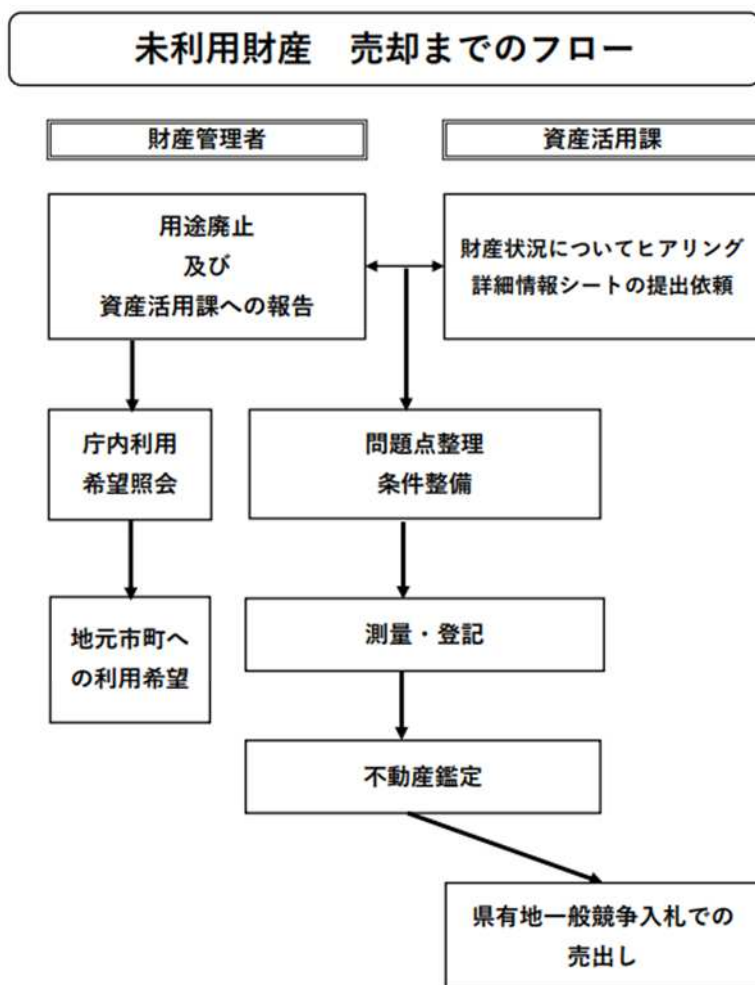 未利用財産　売却までのフロー
財産管理者
資産活用課
用途廃止
及び
資産活用課への報告
財産状況についてヒアリング
詳細情報シートの提出依頼
庁内利用
希望照会
問題点整理
条件整備
地元市町へ
の利用希望
測量・登記
不動産鑑定
県有地一般競争入札での
売出し